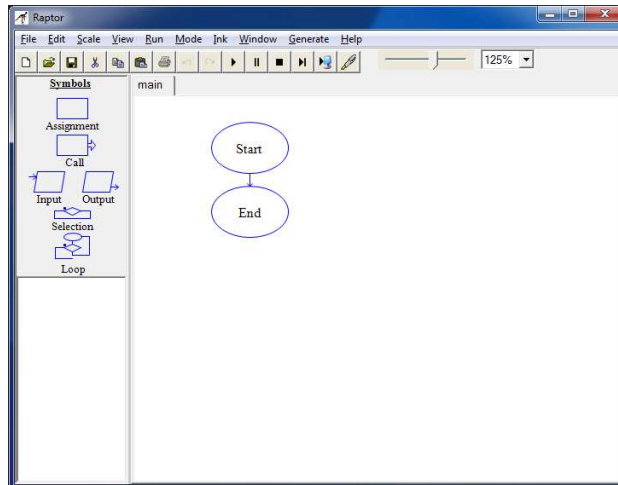 Raptor
File Edit Scale View Run Mode Ink Window Generate Help
125%
Symbols
main
Assignment
Call
Input Output
Selection
Loop
Start
End